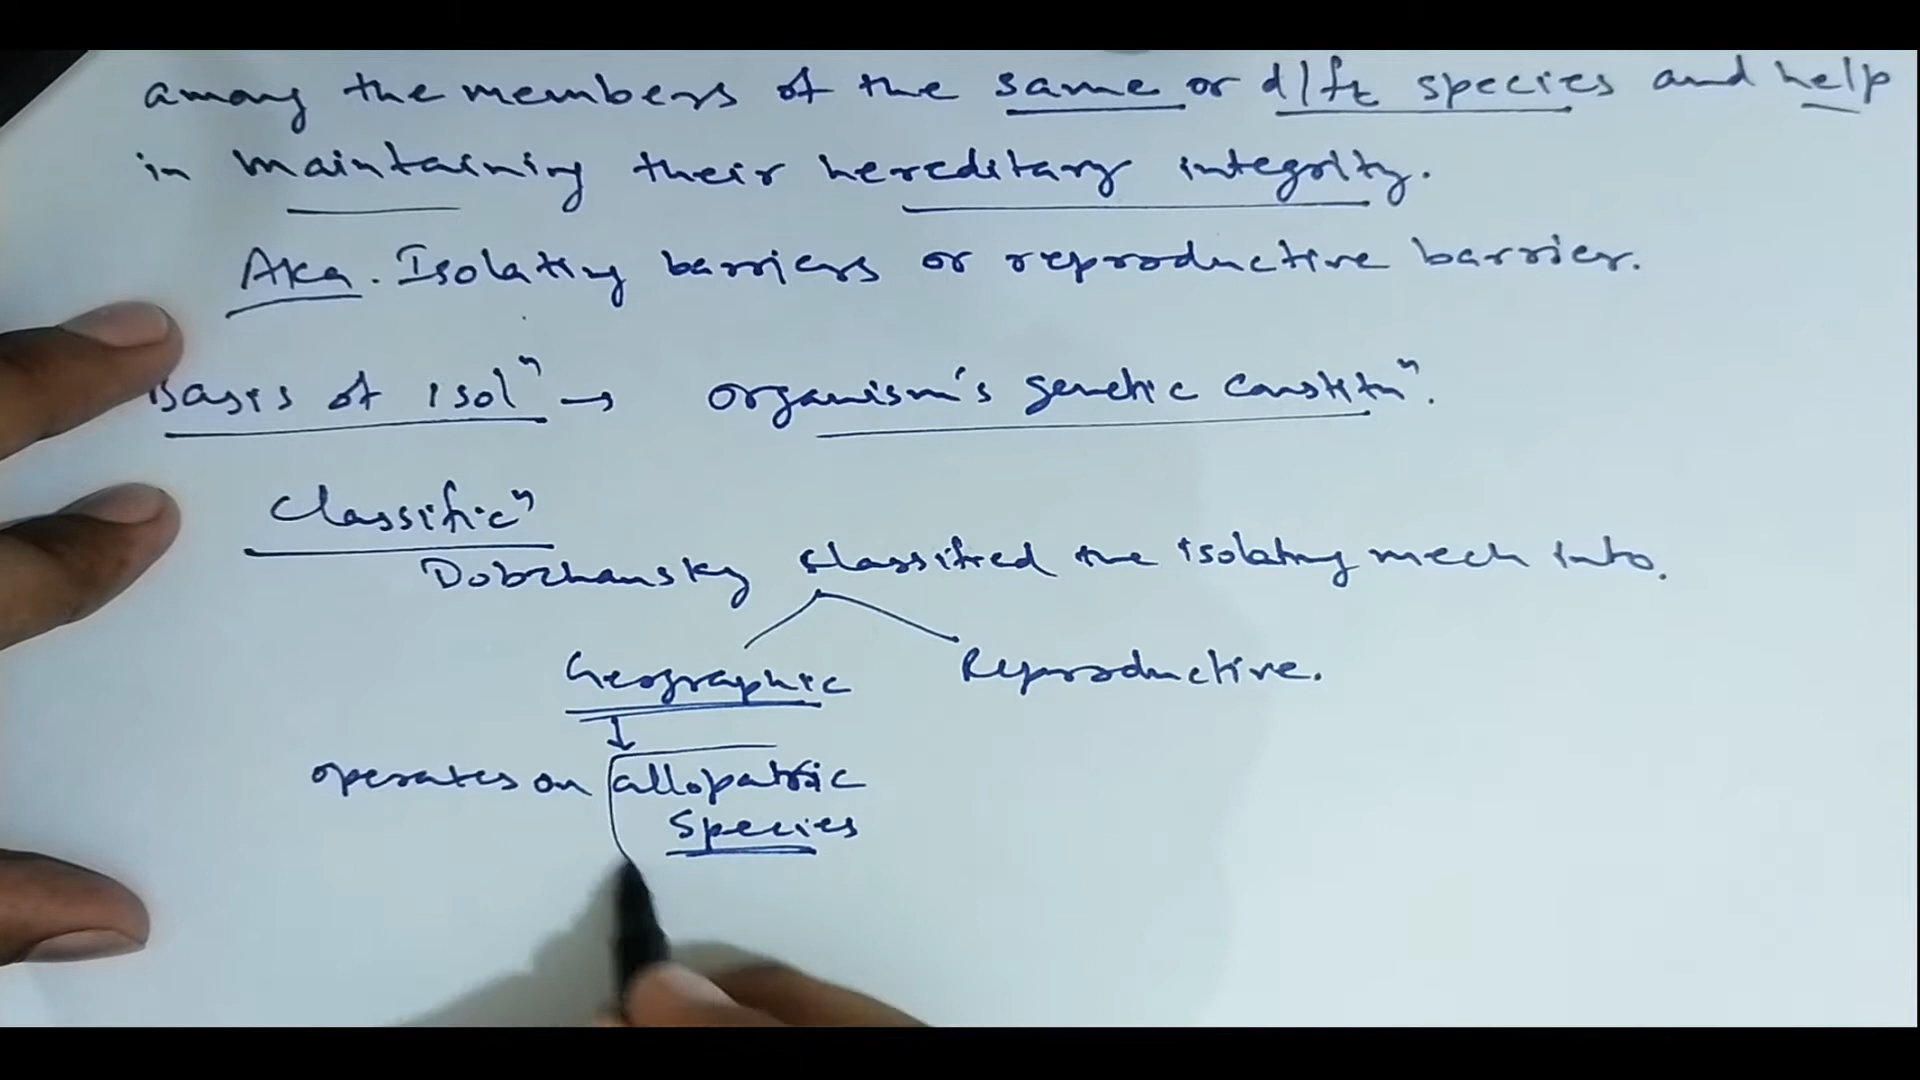 among the members of the same or d/ft species and help
in maintaining their hereditary integrity.
Aka. Isolating barriers or reproductive barrier.
Basis of Isolⁿ → organism's genetic constitⁿ.
Classificⁿ
Dobzhansky classified the isolating mech into.
Geographic Reproductive.
↓
operates on allopatric
Species